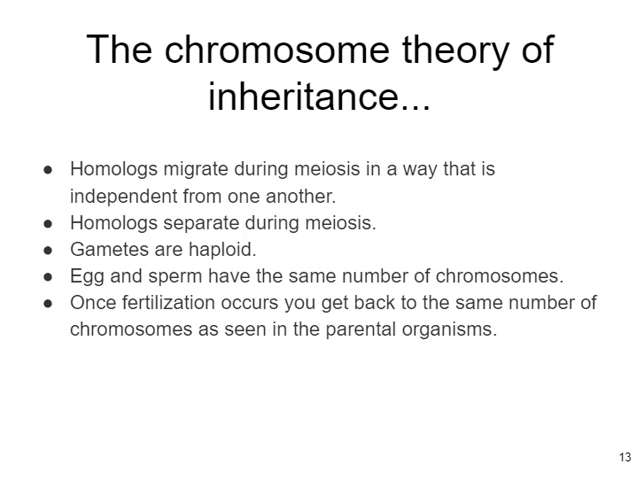 The chromosome theory of
inheritance...
● Homologs migrate during meiosis in a way that is
independent from one another.
● Homologs separate during meiosis.
● Gametes are haploid.
● Egg and sperm have the same number of chromosomes.
● Once fertilization occurs you get back to the same number of
chromosomes as seen in the parental organisms.
13